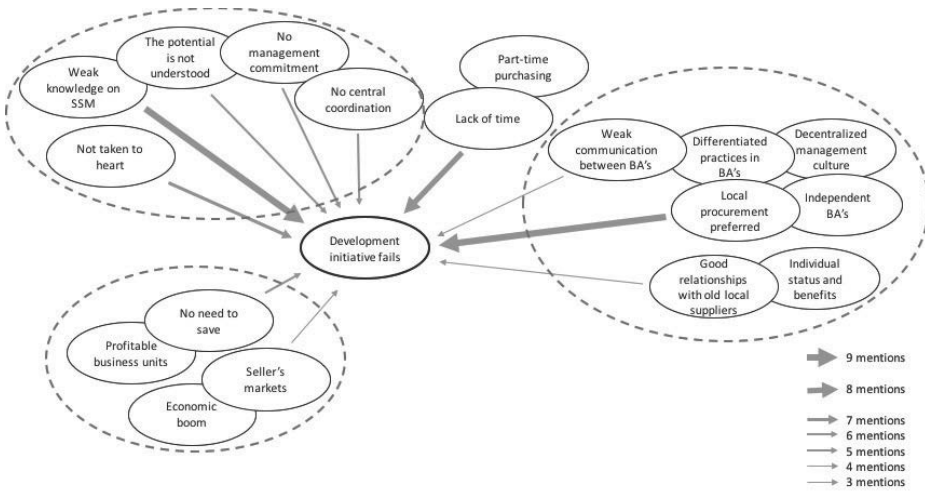 Weak
knowledge on
SSM
The potential
is not
understood
No
management
commitment
No central
coordination
Not taken to
heart
Part-time
purchasing
Lack of time
Weak
communication
between BA's
Differentiated
practices in
BA's
Decentralized
management
culture
Local
procurement
preferred
Independent
BA's
Good
relationships
with old local
suppliers
Individual
status and
benefits
Development
initiative fails
No need to
save
Profitable
business units
Seller's
markets
Economic
boom
9 mentions
8 mentions
7 mentions
6 mentions
5 mentions
4 mentions
3 mentions